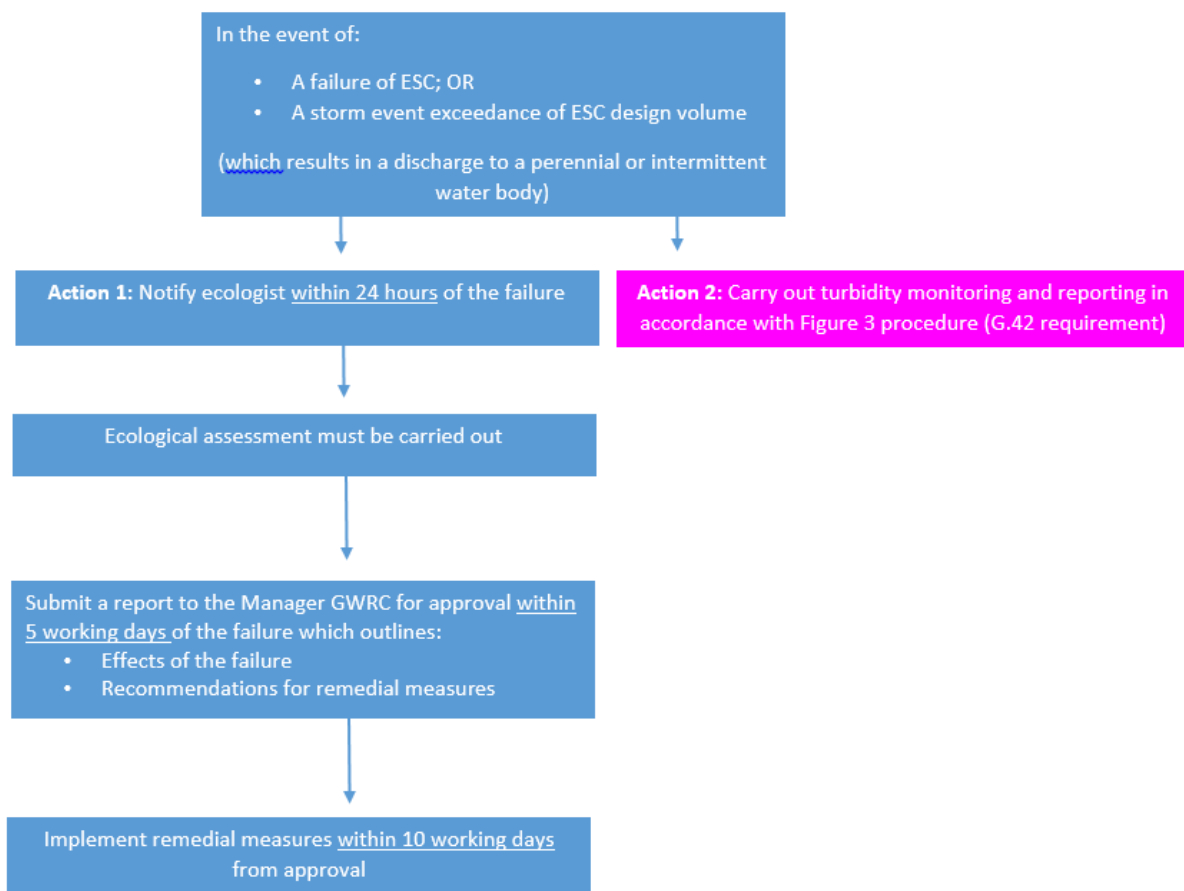 In the event of:
• A failure of ESC; OR
• A storm event exceedance of ESC design volume
(which results in a discharge to a perennial or intermittent
water body)
Action 1: Notify ecologist within 24 hours of the failure
Action 2: Carry out turbidity monitoring and reporting in
accordance with Figure 3 procedure (G.42 requirement)
Ecological assessment must be carried out
Submit a report to the Manager GWRC for approval within
5 working days of the failure which outlines:
• Effects of the failure
• Recommendations for remedial measures
Implement remedial measures within 10 working days
from approval